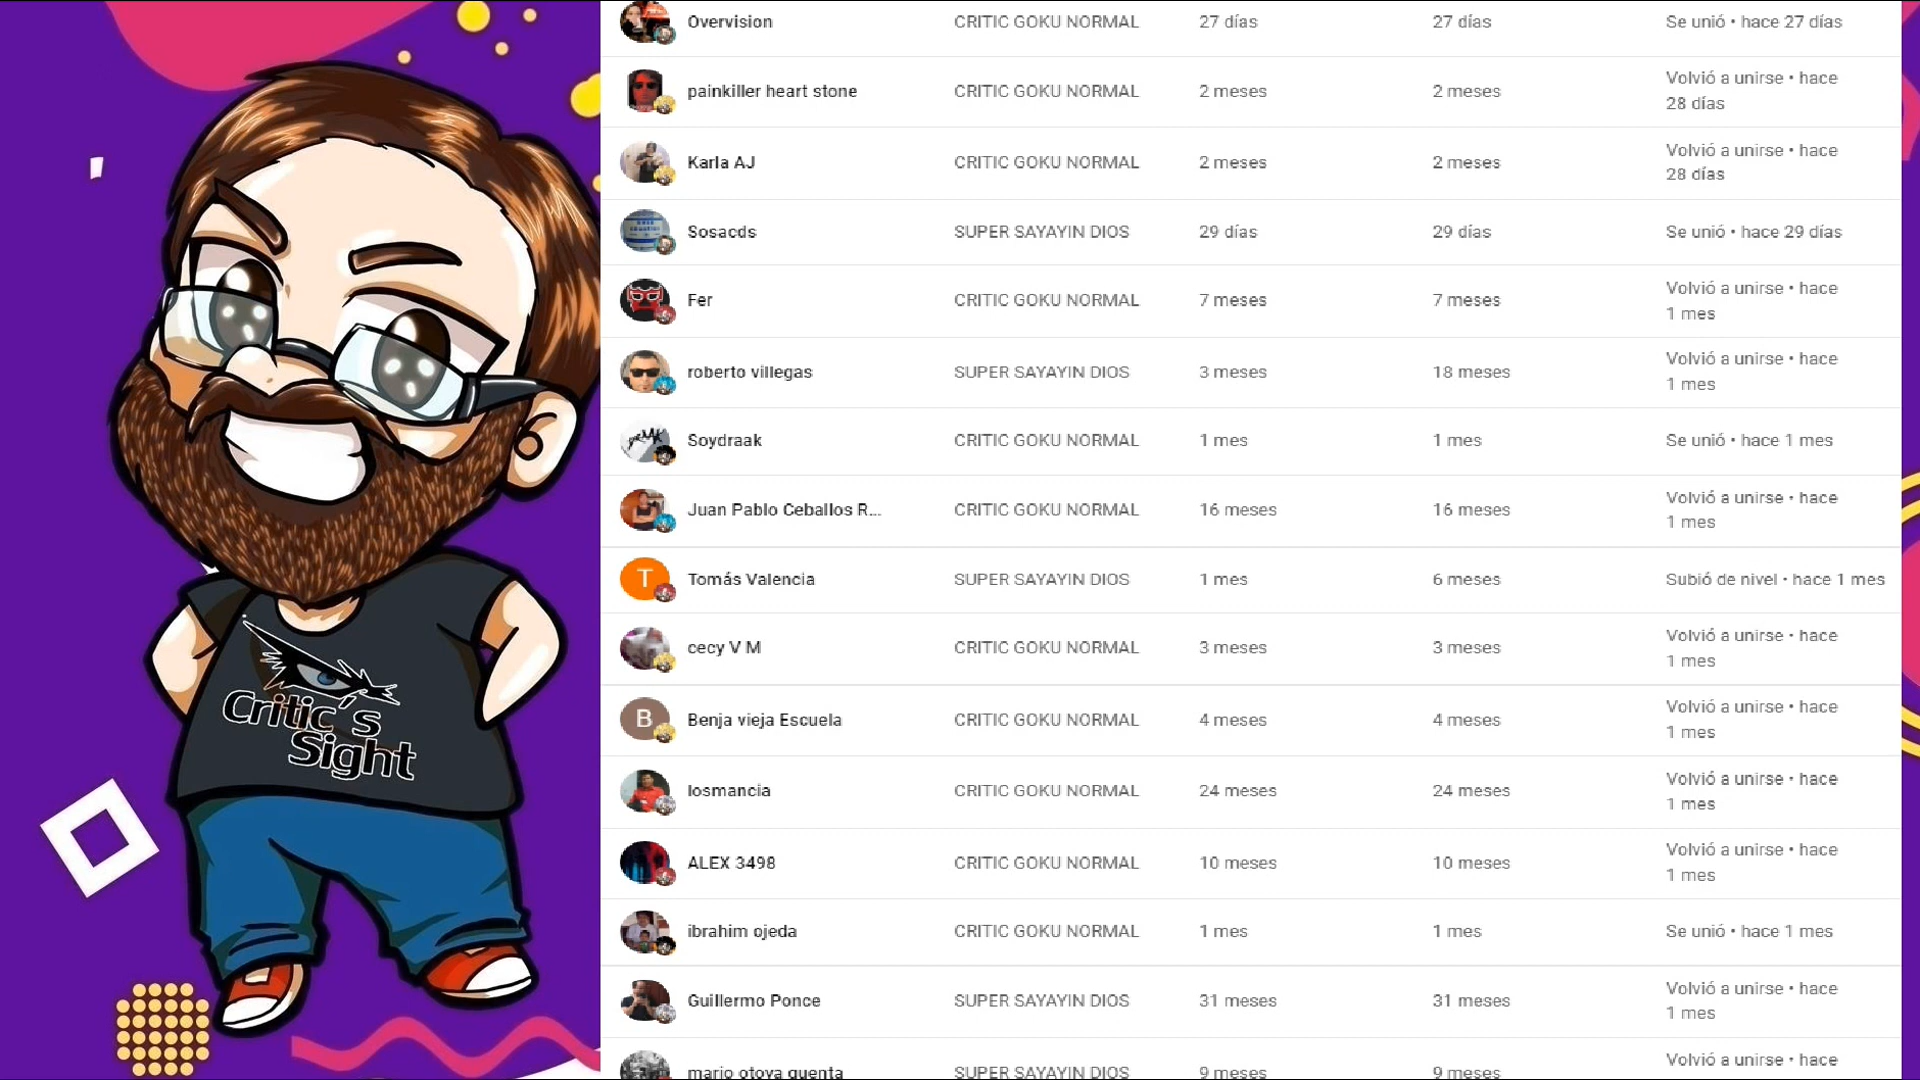 Overvision CRITIC GOKU NORMAL 27 días 27 días Se unió • hace 27 días
painkiller heart stone CRITIC GOKU NORMAL 2 meses 2 meses Volvió a unirse • hace
28 días
Karla AJ CRITIC GOKU NORMAL 2 meses 2 meses Volvió a unirse • hace
28 días
Sosacds SUPER SAYAYIN DIOS 29 días 29 días Se unió • hace 29 días
Fer CRITIC GOKU NORMAL 7 meses 7 meses Volvió a unirse • hace
1 mes
roberto villegas SUPER SAYAYIN DIOS 3 meses 18 meses Volvió a unirse • hace
1 mes
Soydraak CRITIC GOKU NORMAL 1 mes 1 mes Se unió • hace 1 mes
Juan Pablo Ceballos R... CRITIC GOKU NORMAL 16 meses 16 meses Volvió a unirse • hace
1 mes
T Tomás Valencia SUPER SAYAYIN DIOS 1 mes 6 meses Subió de nivel • hace 1 mes
cecy V M CRITIC GOKU NORMAL 3 meses 3 meses Volvió a unirse • hace
1 mes
B Benja vieja Escuela CRITIC GOKU NORMAL 4 meses 4 meses Volvió a unirse • hace
1 mes
losmancia CRITIC GOKU NORMAL 24 meses 24 meses Volvió a unirse • hace
1 mes
ALEX 3498 CRITIC GOKU NORMAL 10 meses 10 meses Volvió a unirse • hace
1 mes
ibrahim ojeda CRITIC GOKU NORMAL 1 mes 1 mes Se unió • hace 1 mes
Guillermo Ponce SUPER SAYAYIN DIOS 31 meses 31 meses Volvió a unirse • hace
1 mes
mario otoya quenta SUPER SAYAYIN DIOS 9 meses 9 meses Volvió a unirse • hace
Critic´s
Sight